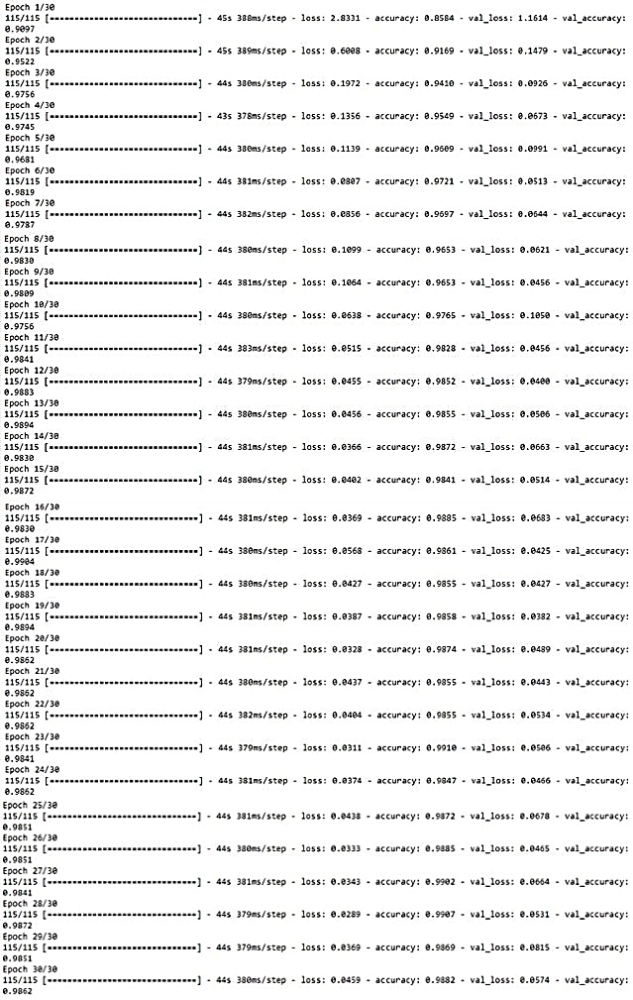 Epoch 1/30
115/115 [==============================] - 45s 388ms/step - loss: 2.8331 - accuracy: 0.8584 - val_loss: 1.1614 - val_accuracy:
0.9097
Epoch 2/30
115/115 [==============================] - 45s 389ms/step - loss: 0.6008 - accuracy: 0.9169 - val_loss: 0.1479 - val_accuracy:
0.9522
Epoch 3/30
115/115 [==============================] - 44s 380ms/step - loss: 0.1972 - accuracy: 0.9410 - val_loss: 0.0926 - val_accuracy:
0.9756
Epoch 4/30
115/115 [==============================] - 43s 378ms/step - loss: 0.1356 - accuracy: 0.9549 - val_loss: 0.0673 - val_accuracy:
0.9745
Epoch 5/30
115/115 [==============================] - 44s 380ms/step - loss: 0.1139 - accuracy: 0.9609 - val_loss: 0.0991 - val_accuracy:
0.9681
Epoch 6/30
115/115 [==============================] - 44s 381ms/step - loss: 0.0807 - accuracy: 0.9721 - val_loss: 0.0513 - val_accuracy:
0.9819
Epoch 7/30
115/115 [==============================] - 44s 382ms/step - loss: 0.0856 - accuracy: 0.9697 - val_loss: 0.0644 - val_accuracy:
0.9787
Epoch 8/30
115/115 [==============================] - 44s 380ms/step - loss: 0.1099 - accuracy: 0.9653 - val_loss: 0.0621 - val_accuracy:
0.9830
Epoch 9/30
115/115 [==============================] - 44s 381ms/step - loss: 0.1064 - accuracy: 0.9653 - val_loss: 0.0456 - val_accuracy:
0.9809
Epoch 10/30
115/115 [==============================] - 44s 380ms/step - loss: 0.0638 - accuracy: 0.9765 - val_loss: 0.1050 - val_accuracy:
0.9756
Epoch 11/30
115/115 [==============================] - 44s 383ms/step - loss: 0.0515 - accuracy: 0.9828 - val_loss: 0.0456 - val_accuracy:
0.9841
Epoch 12/30
115/115 [==============================] - 44s 379ms/step - loss: 0.0455 - accuracy: 0.9852 - val_loss: 0.0400 - val_accuracy:
0.9883
Epoch 13/30
115/115 [==============================] - 44s 380ms/step - loss: 0.0456 - accuracy: 0.9855 - val_loss: 0.0506 - val_accuracy:
0.9894
Epoch 14/30
115/115 [==============================] - 44s 381ms/step - loss: 0.0366 - accuracy: 0.9872 - val_loss: 0.0663 - val_accuracy:
0.9830
Epoch 15/30
115/115 [==============================] - 44s 380ms/step - loss: 0.0402 - accuracy: 0.9841 - val_loss: 0.0514 - val_accuracy:
0.9872
Epoch 16/30
115/115 [==============================] - 44s 381ms/step - loss: 0.0369 - accuracy: 0.9885 - val_loss: 0.0683 - val_accuracy:
0.9830
Epoch 17/30
115/115 [==============================] - 44s 380ms/step - loss: 0.0568 - accuracy: 0.9861 - val_loss: 0.0425 - val_accuracy:
0.9904
Epoch 18/30
115/115 [==============================] - 44s 380ms/step - loss: 0.0427 - accuracy: 0.9855 - val_loss: 0.0427 - val_accuracy:
0.9883
Epoch 19/30
115/115 [==============================] - 44s 381ms/step - loss: 0.0387 - accuracy: 0.9858 - val_loss: 0.0382 - val_accuracy:
0.9894
Epoch 20/30
115/115 [==============================] - 44s 381ms/step - loss: 0.0328 - accuracy: 0.9874 - val_loss: 0.0489 - val_accuracy:
0.9862
Epoch 21/30
115/115 [==============================] - 44s 380ms/step - loss: 0.0437 - accuracy: 0.9855 - val_loss: 0.0443 - val_accuracy:
0.9862
Epoch 22/30
115/115 [==============================] - 44s 382ms/step - loss: 0.0404 - accuracy: 0.9855 - val_loss: 0.0534 - val_accuracy:
0.9862
Epoch 23/30
115/115 [==============================] - 44s 379ms/step - loss: 0.0311 - accuracy: 0.9910 - val_loss: 0.0506 - val_accuracy:
0.9841
Epoch 24/30
115/115 [==============================] - 44s 381ms/step - loss: 0.0374 - accuracy: 0.9847 - val_loss: 0.0466 - val_accuracy:
0.9862
Epoch 25/30
115/115 [==============================] - 44s 381ms/step - loss: 0.0438 - accuracy: 0.9872 - val_loss: 0.0678 - val_accuracy:
0.9851
Epoch 26/30
115/115 [==============================] - 44s 380ms/step - loss: 0.0333 - accuracy: 0.9885 - val_loss: 0.0465 - val_accuracy:
0.9851
Epoch 27/30
115/115 [==============================] - 44s 381ms/step - loss: 0.0343 - accuracy: 0.9902 - val_loss: 0.0664 - val_accuracy:
0.9841
Epoch 28/30
115/115 [==============================] - 44s 379ms/step - loss: 0.0289 - accuracy: 0.9907 - val_loss: 0.0531 - val_accuracy:
0.9872
Epoch 29/30
115/115 [==============================] - 44s 379ms/step - loss: 0.0369 - accuracy: 0.9869 - val_loss: 0.0815 - val_accuracy:
0.9851
Epoch 30/30
115/115 [==============================] - 44s 380ms/step - loss: 0.0459 - accuracy: 0.9882 - val_loss: 0.0574 - val_accuracy:
0.9862